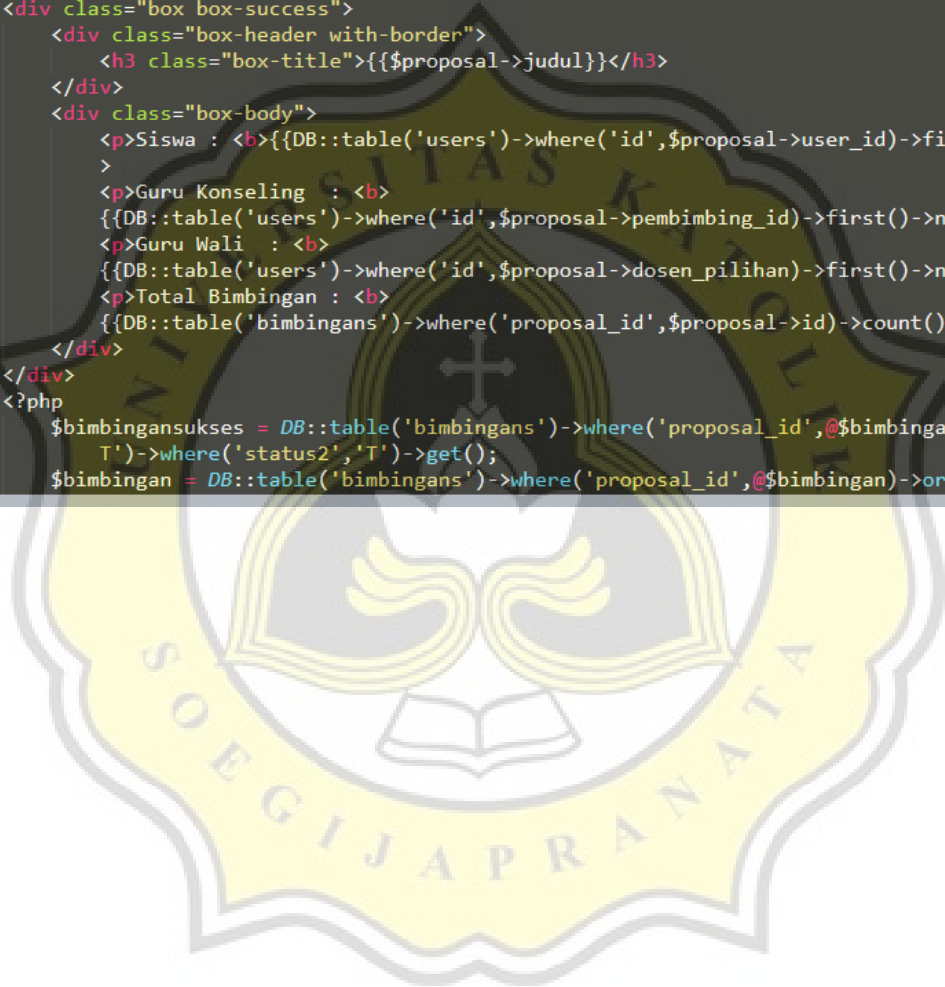 <div class="box box-success">
<div class="box-header with-border">
<h3 class="box-title">{{$proposal->judul}}</h3>
</div>
<div class="box-body">
<p>Siswa : <b>{{DB::table('users')->where('id',$proposal->user_id)->fi
>
<p>Guru Konseling  : <b>
{{DB::table('users')->where('id',$proposal->pembimbing_id)->first()->n
<p>Guru Wali  : <b>
{{DB::table('users')->where('id',$proposal->dosen_pilihan)->first()->n
<p>Total Bimbingan : <b>
{{DB::table('bimbingans')->where('proposal_id',$proposal->id)->count()
</div>
</div>
<?php
$bimbingansukses = DB::table('bimbingans')->where('proposal_id',@$bimbinga
T')->where('status2','T')->get();
$bimbingan = DB::table('bimbingans')->where('proposal_id',@$bimbingan)->or
UNIVERSITAS KATOLIK
SOEGIJAPRANATA